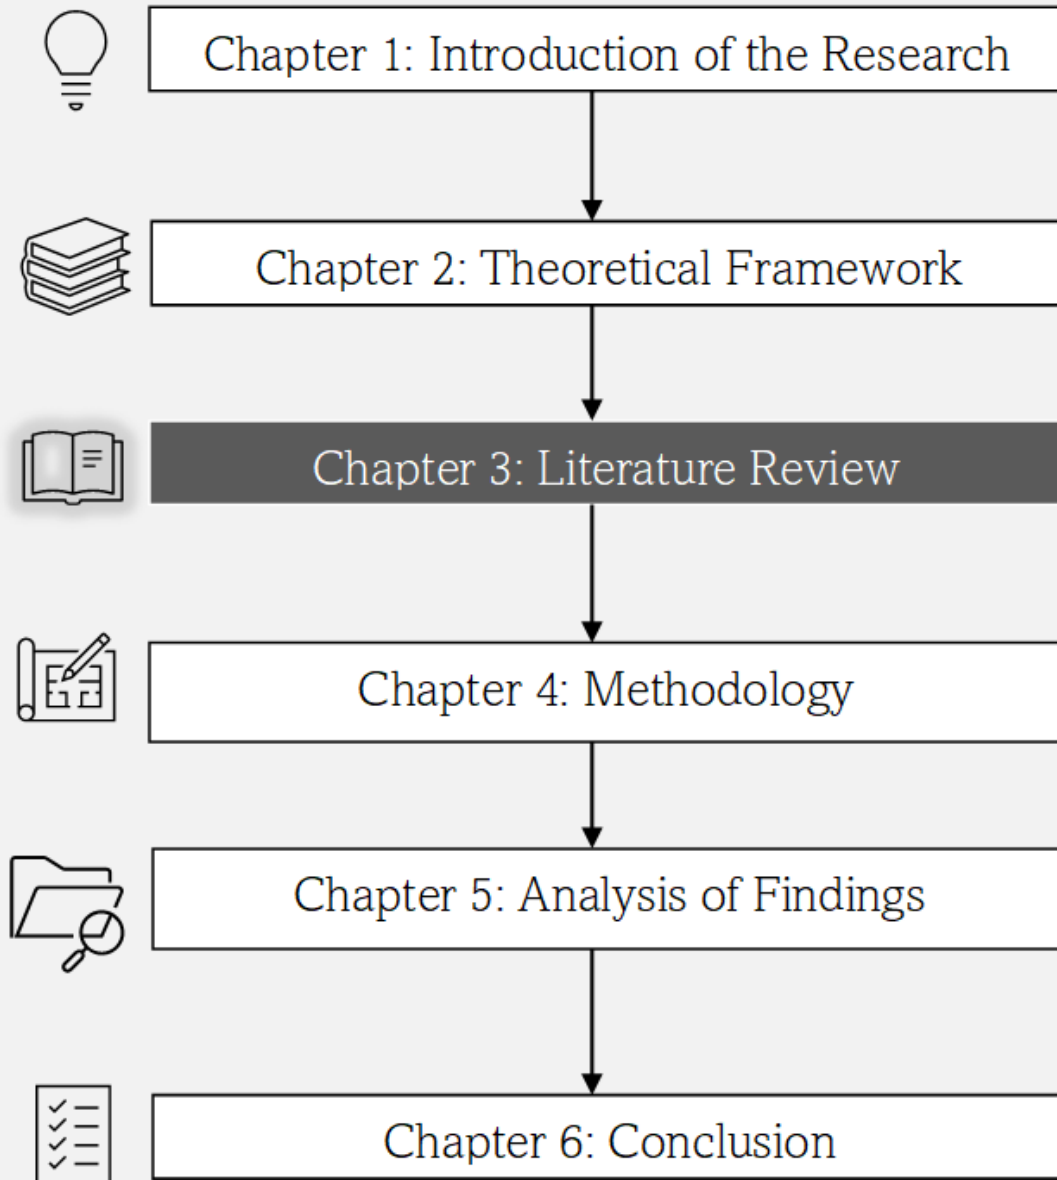 Chapter 1: Introduction of the Research
Chapter 2: Theoretical Framework
Chapter 3: Literature Review
Chapter 4: Methodology
Chapter 5: Analysis of Findings
Chapter 6: Conclusion